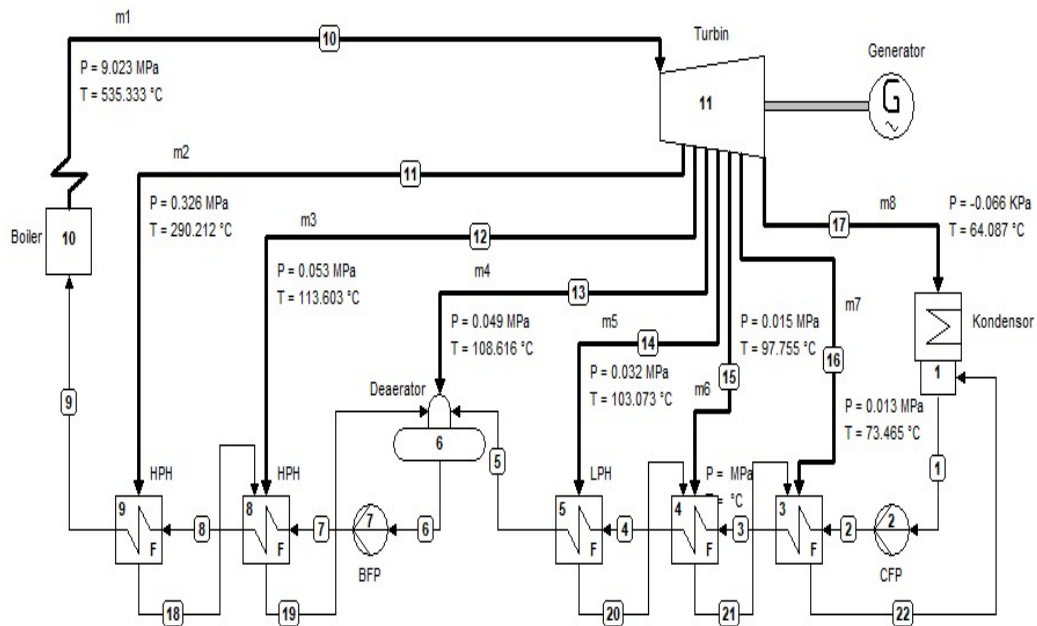 m1
10
Turbin
Generator
P = 9.023 MPa
T = 535.333 °C
11
G
m2
11
P = 0.326 MPa
T = 290.212 °C
Boiler
10
m3
12
P = 0.053 MPa
T = 113.603 °C
m4
13
P = 0.049 MPa
T = 108.616 °C
m5
14
P = 0.032 MPa
T = 103.073 °C
P = 0.015 MPa
T = 97.755 °C
15
m6
m7
16
P = 0.013 MPa
T = 73.465 °C
17
m8
P = -0.066 KPa
T = 64.087 °C
Kondensor
1
Deaerator
6
9
5
1
HPH
HPH
LPH
P = MPa
= °C
9
F
8
8
F
7
7
6
5
F
4
4
F
3
3
F
2
2
BFP
CFP
18
19
20
21
22